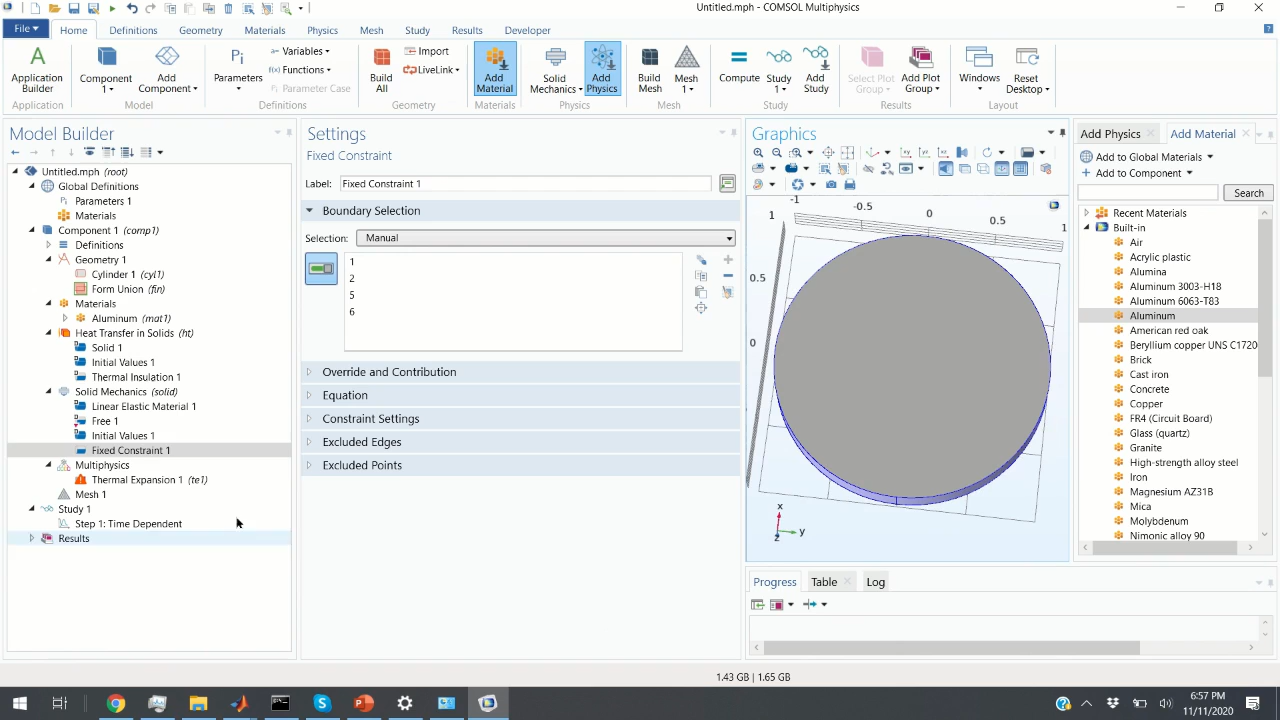 Untitled.mph - COMSOL Multiphysics
File
Home
Definitions
Geometry
Materials
Physics
Mesh
Study
Results
Developer
Application Builder
Application
Component 1
Add Component
Model
Parameters
Variables
Functions
Parameter Case
Definitions
Build All
Import
LiveLink
Geometry
Add Material
Materials
Solid Mechanics
Add Physics
Physics
Build Mesh
Mesh 1
Mesh
Compute
Study 1
Add Study
Study
Select Plot Group
Add Plot Group
Results
Windows
Reset Desktop
Layout
Model Builder
Untitled.mph (root)
Global Definitions
Parameters 1
Materials
Component 1 (comp1)
Definitions
Geometry 1
Cylinder 1 (cyl1)
Form Union (fin)
Materials
Aluminum (mat1)
Heat Transfer in Solids (ht)
Solid 1
Initial Values 1
Thermal Insulation 1
Solid Mechanics (solid)
Linear Elastic Material 1
Free 1
Initial Values 1
Fixed Constraint 1
Multiphysics
Thermal Expansion 1 (te1)
Mesh 1
Study 1
Step 1: Time Dependent
Results
Settings
Fixed Constraint
Label: Fixed Constraint 1
Boundary Selection
Selection: Manual
1
2
5
6
Override and Contribution
Equation
Constraint Settings
Excluded Edges
Excluded Points
Graphics
-1
-0.5
0
0.5
1
1
0.5
0
x
y
z
Progress
Table
Log
Add Physics
Add Material
Add to Global Materials
Add to Component
Search
Recent Materials
Built-in
Air
Acrylic plastic
Alumina
Aluminum 3003-H18
Aluminum 6063-T83
Aluminum
American red oak
Beryllium copper UNS C1720
Brick
Cast iron
Concrete
Copper
FR4 (Circuit Board)
Glass (quartz)
Granite
High-strength alloy steel
Iron
Magnesium AZ31B
Mica
Molybdenum
Nimonic alloy 90
1.43 GB | 1.65 GB
6:57 PM
11/11/2020